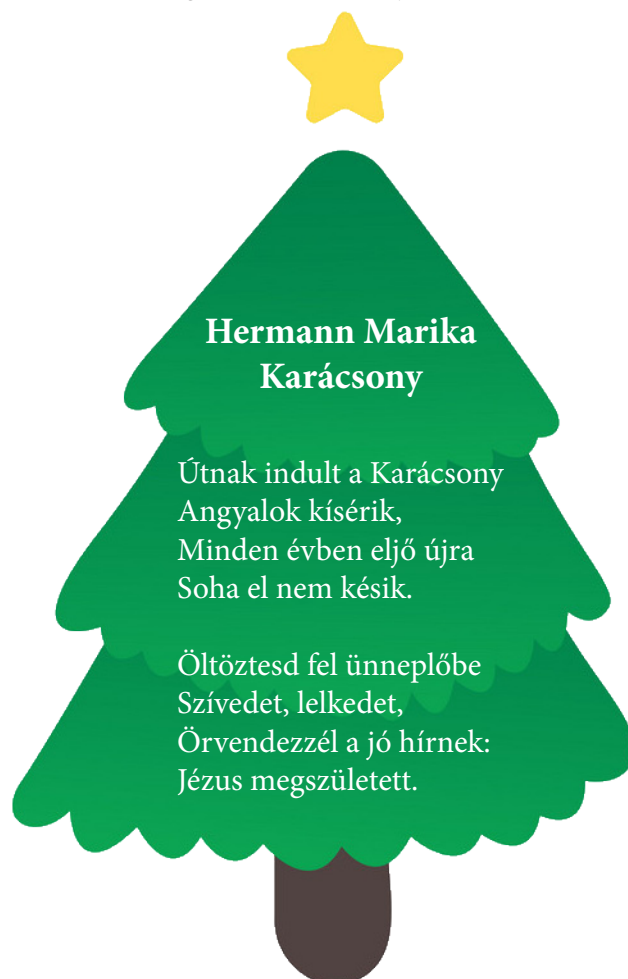 Hermann Marika
Karácsony
Útnak indult a Karácsony
Angyalok kísérik,
Minden évben eljő újra
Soha el nem késik.
Öltöztesd fel ünneplőbe
Szívedet, lelkedet,
Örvendezzél a jó hírnek:
Jézus megszületett.